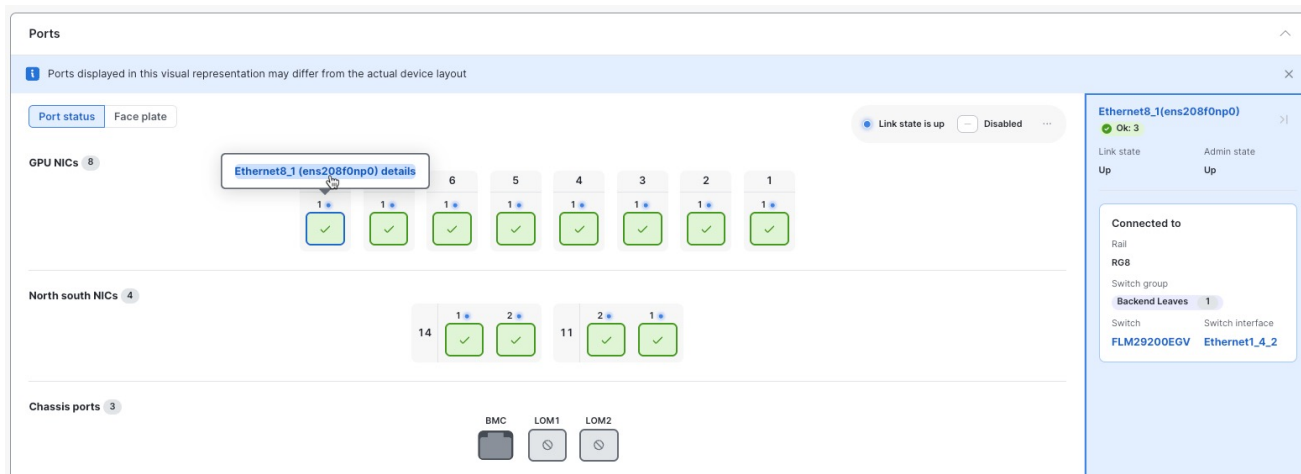 Ports
Ports displayed in this visual representation may differ from the actual device layout
Port status Face plate
Link state is up Disabled ...
GPU NICs 8
Ethernet8_1 (ens208f0np0) details
6 5 4 3 2 1
1 1 1 1 1 1 1 1
North south NICs 4
14 1 2 11 2 1
Chassis ports 3
BMC LOM1 LOM2
Ethernet8_1(ens208f0np0)
Ok: 3
Link state Admin state
Up Up
Connected to
Rail
RG8
Switch group
Backend Leaves 1
Switch Switch interface
FLM29200EGV Ethernet1_4_2